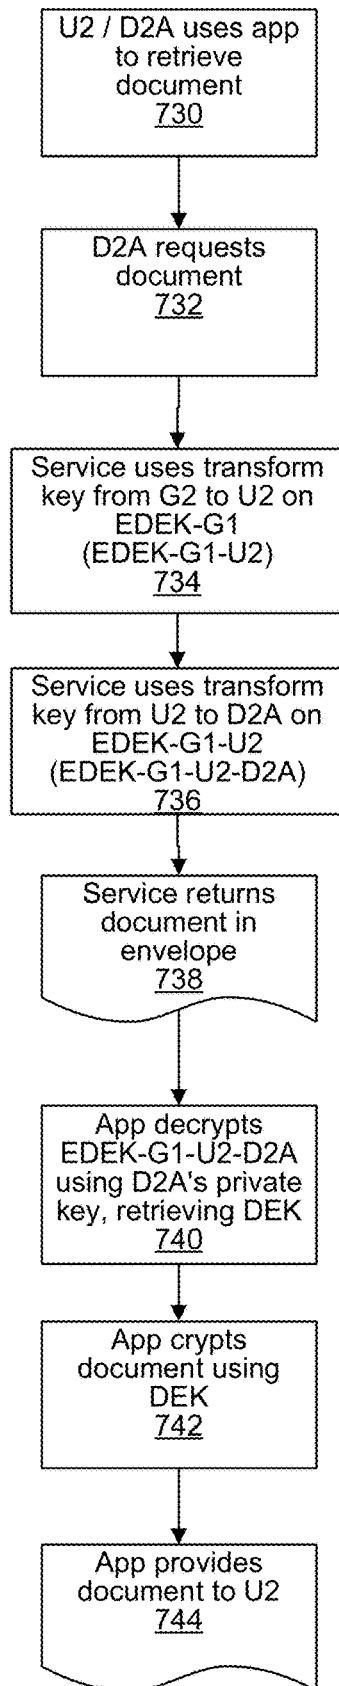 U2 / D2A uses app
to retrieve
document
730
D2A requests
document
732
Service uses transform
key from G2 to U2 on
EDEK-G1
(EDEK-G1-U2)
734
Service uses transform
key from U2 to D2A on
EDEK-G1-U2
(EDEK-G1-U2-D2A)
736
Service returns
document in
envelope
738
App decrypts
EDEK-G1-U2-D2A
using D2A's private
key, retrieving DEK
740
App crypts
document using
DEK
742
App provides
document to U2
744